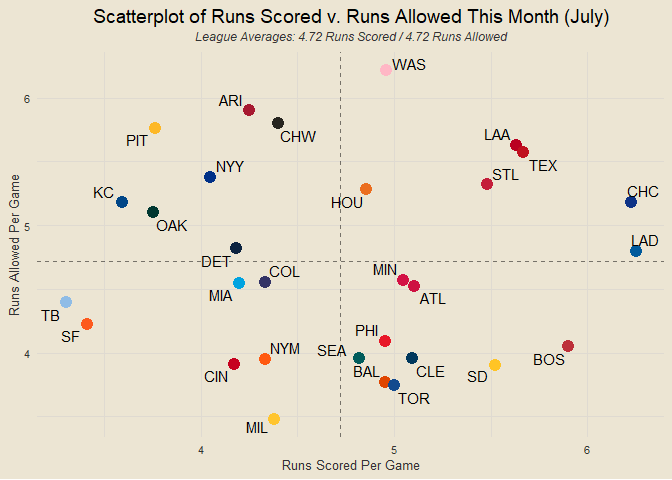 Scatterplot of Runs Scored v. Runs Allowed This Month (July)
League Averages: 4.72 Runs Scored / 4.72 Runs Allowed
WAS
6
ARI
CHW
PIT
LAA
TEX
NYY
STL
KC
HOU
CHC
OAK
5
LAD
DET
COL
MIN
MIA
ATL
TB
SF
PHI
4
NYM
SEA
CIN
BAL
CLE
SD
BOS
TOR
MIL
Runs Allowed Per Game
4
5
6
Runs Scored Per Game